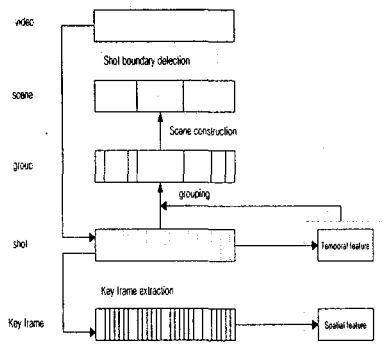 video
Shot boundary detection
scene
Scene construction
group
grouping
shot
Temporal feature
Key frame extraction
Key frame
Spatial feature